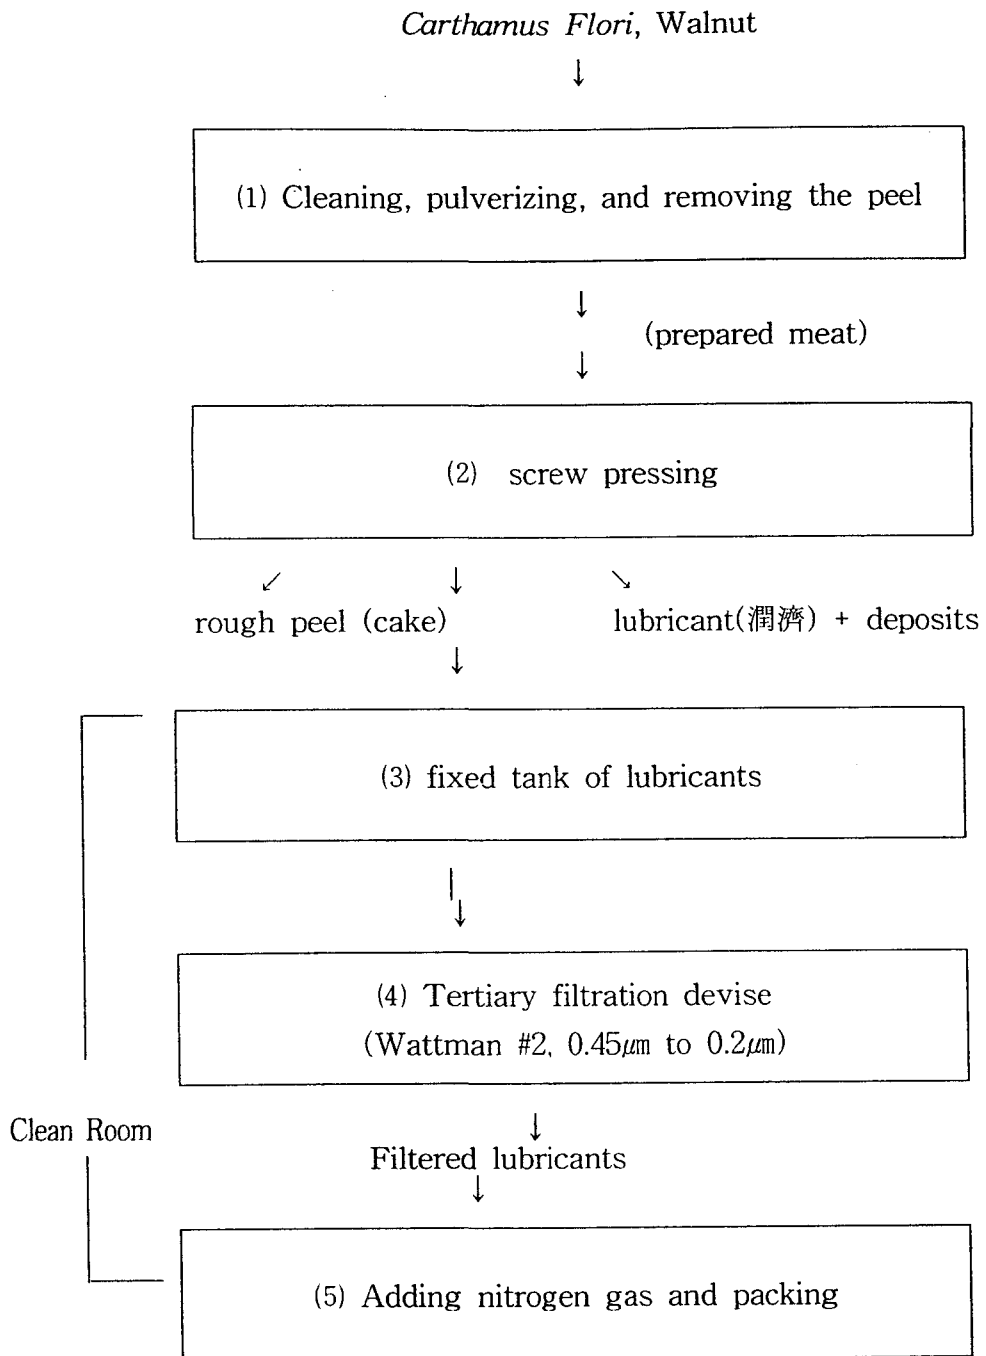 Carthamus Flori, Walnut
↓
(1) Cleaning, pulverizing, and removing the peel
↓
(prepared meat)
↓
(2) screw pressing
↙ ↓ ↘
rough peel (cake) lubricant(潤濟) + deposits
↓
(3) fixed tank of lubricants
↓
(4) Tertiary filtration devise
(Wattman #2, 0.45㎛ to 0.2㎛)
↓
Clean Room
Filtered lubricants
↓
(5) Adding nitrogen gas and packing